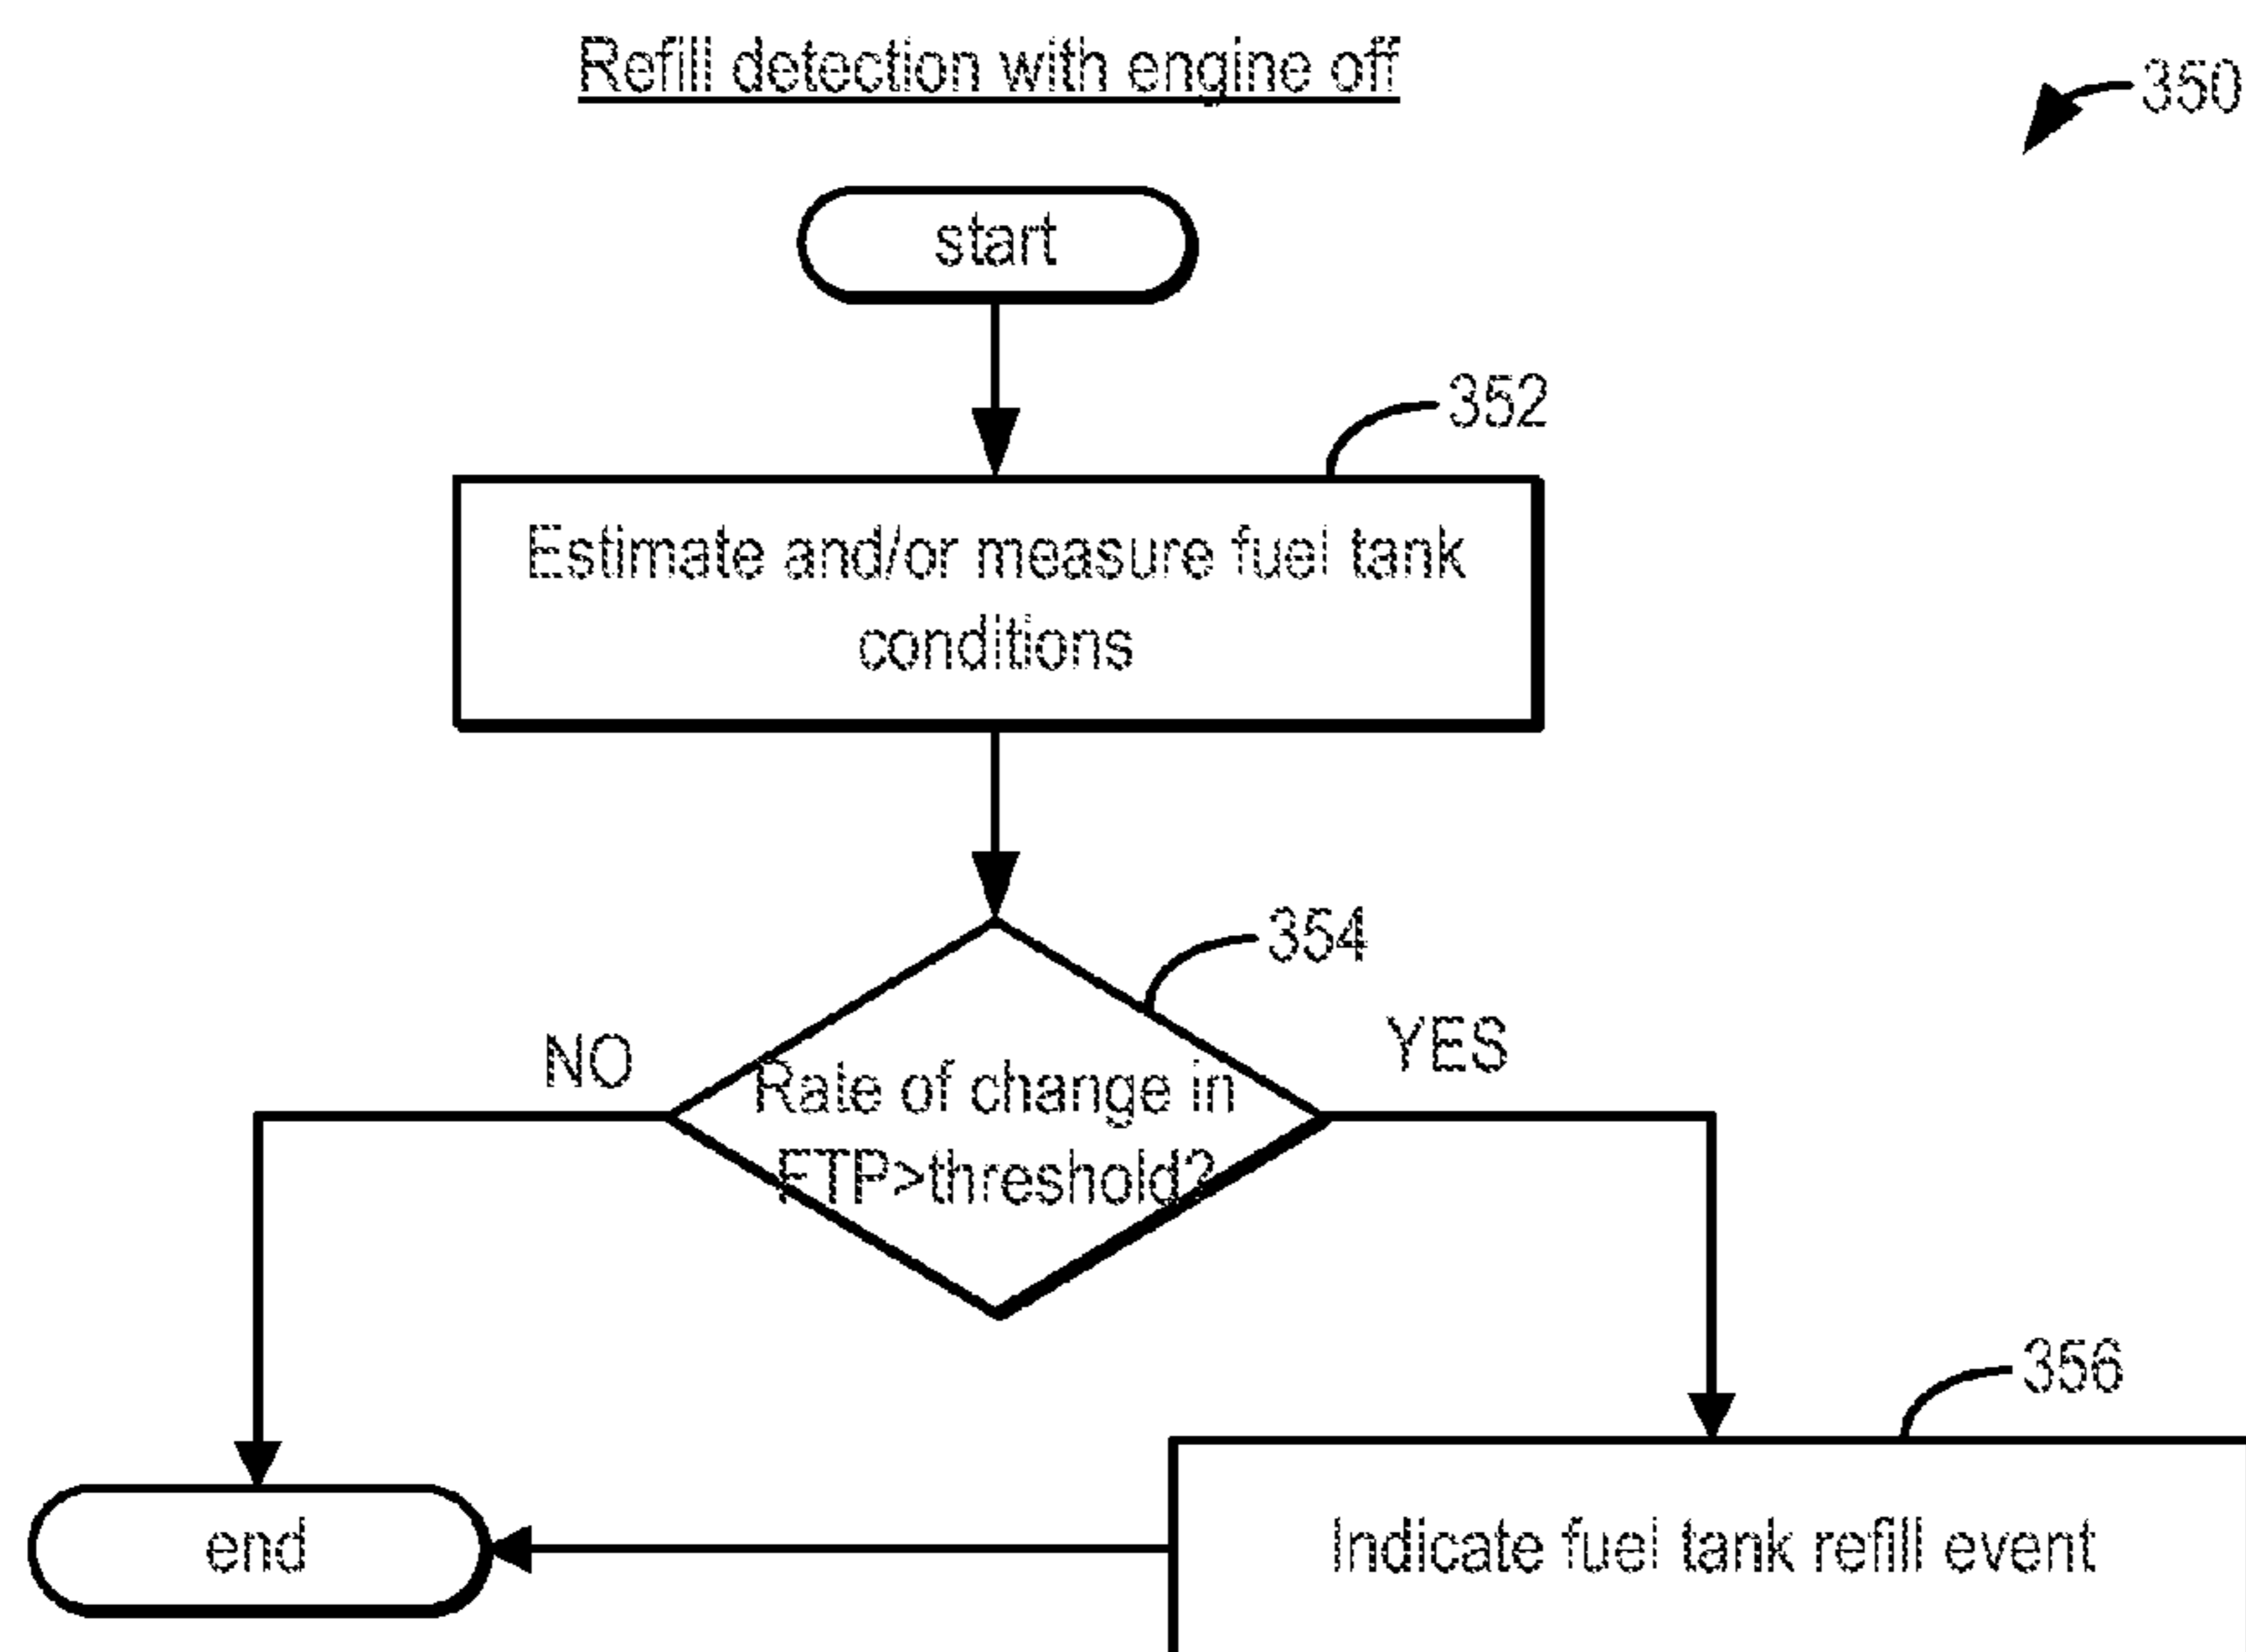 Refill detection with engine off
350
start
352
Estimate and/or measure fuel tank
conditions
354
NO
YES
Rate of change in
FTP>threshold?
356
end
Indicate fuel tank refill event